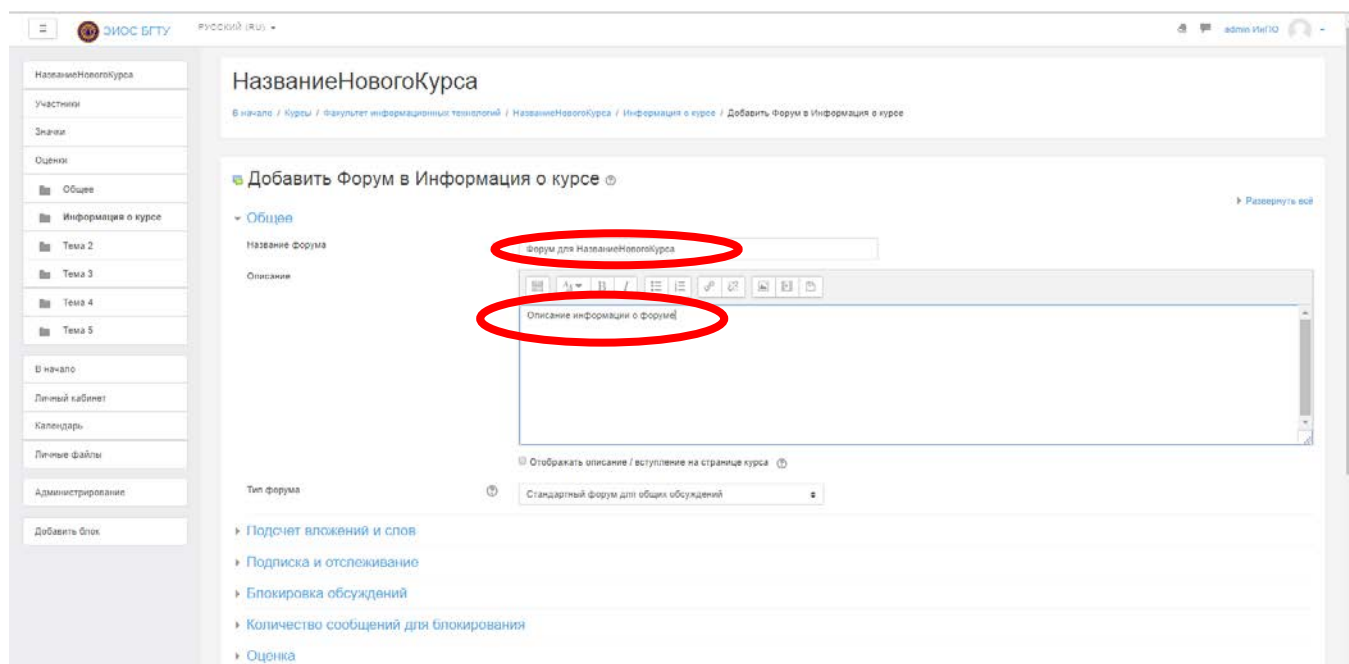 ЭИОС БГТУ
РУССКИЙ (RU)
admin ИиПО
НазваниеНовогоКурса
Участники
Значки
Оценки
Общее
Информация о курсе
Тема 2
Тема 3
Тема 4
Тема 5
В начало
Личный кабинет
Календарь
Личные файлы
Администрирование
Добавить блок
НазваниеНовогоКурса
В начало / Курсы / Факультет информационных технологий / НазваниеНовогоКурса / Информация о курсе / Добавить Форум в Информация о курсе
Добавить Форум в Информация о курсе
Развернуть всё
Общее
Название форума
Форум для НазваниеНовогоКурса
Описание
Описание информации о форуме
Отображать описание / вступление на странице курса
Тип форума
Стандартный форум для общих обсуждений
Подсчет вложений и слов
Подписка и отслеживание
Блокировка обсуждений
Количество сообщений для блокирования
Оценка